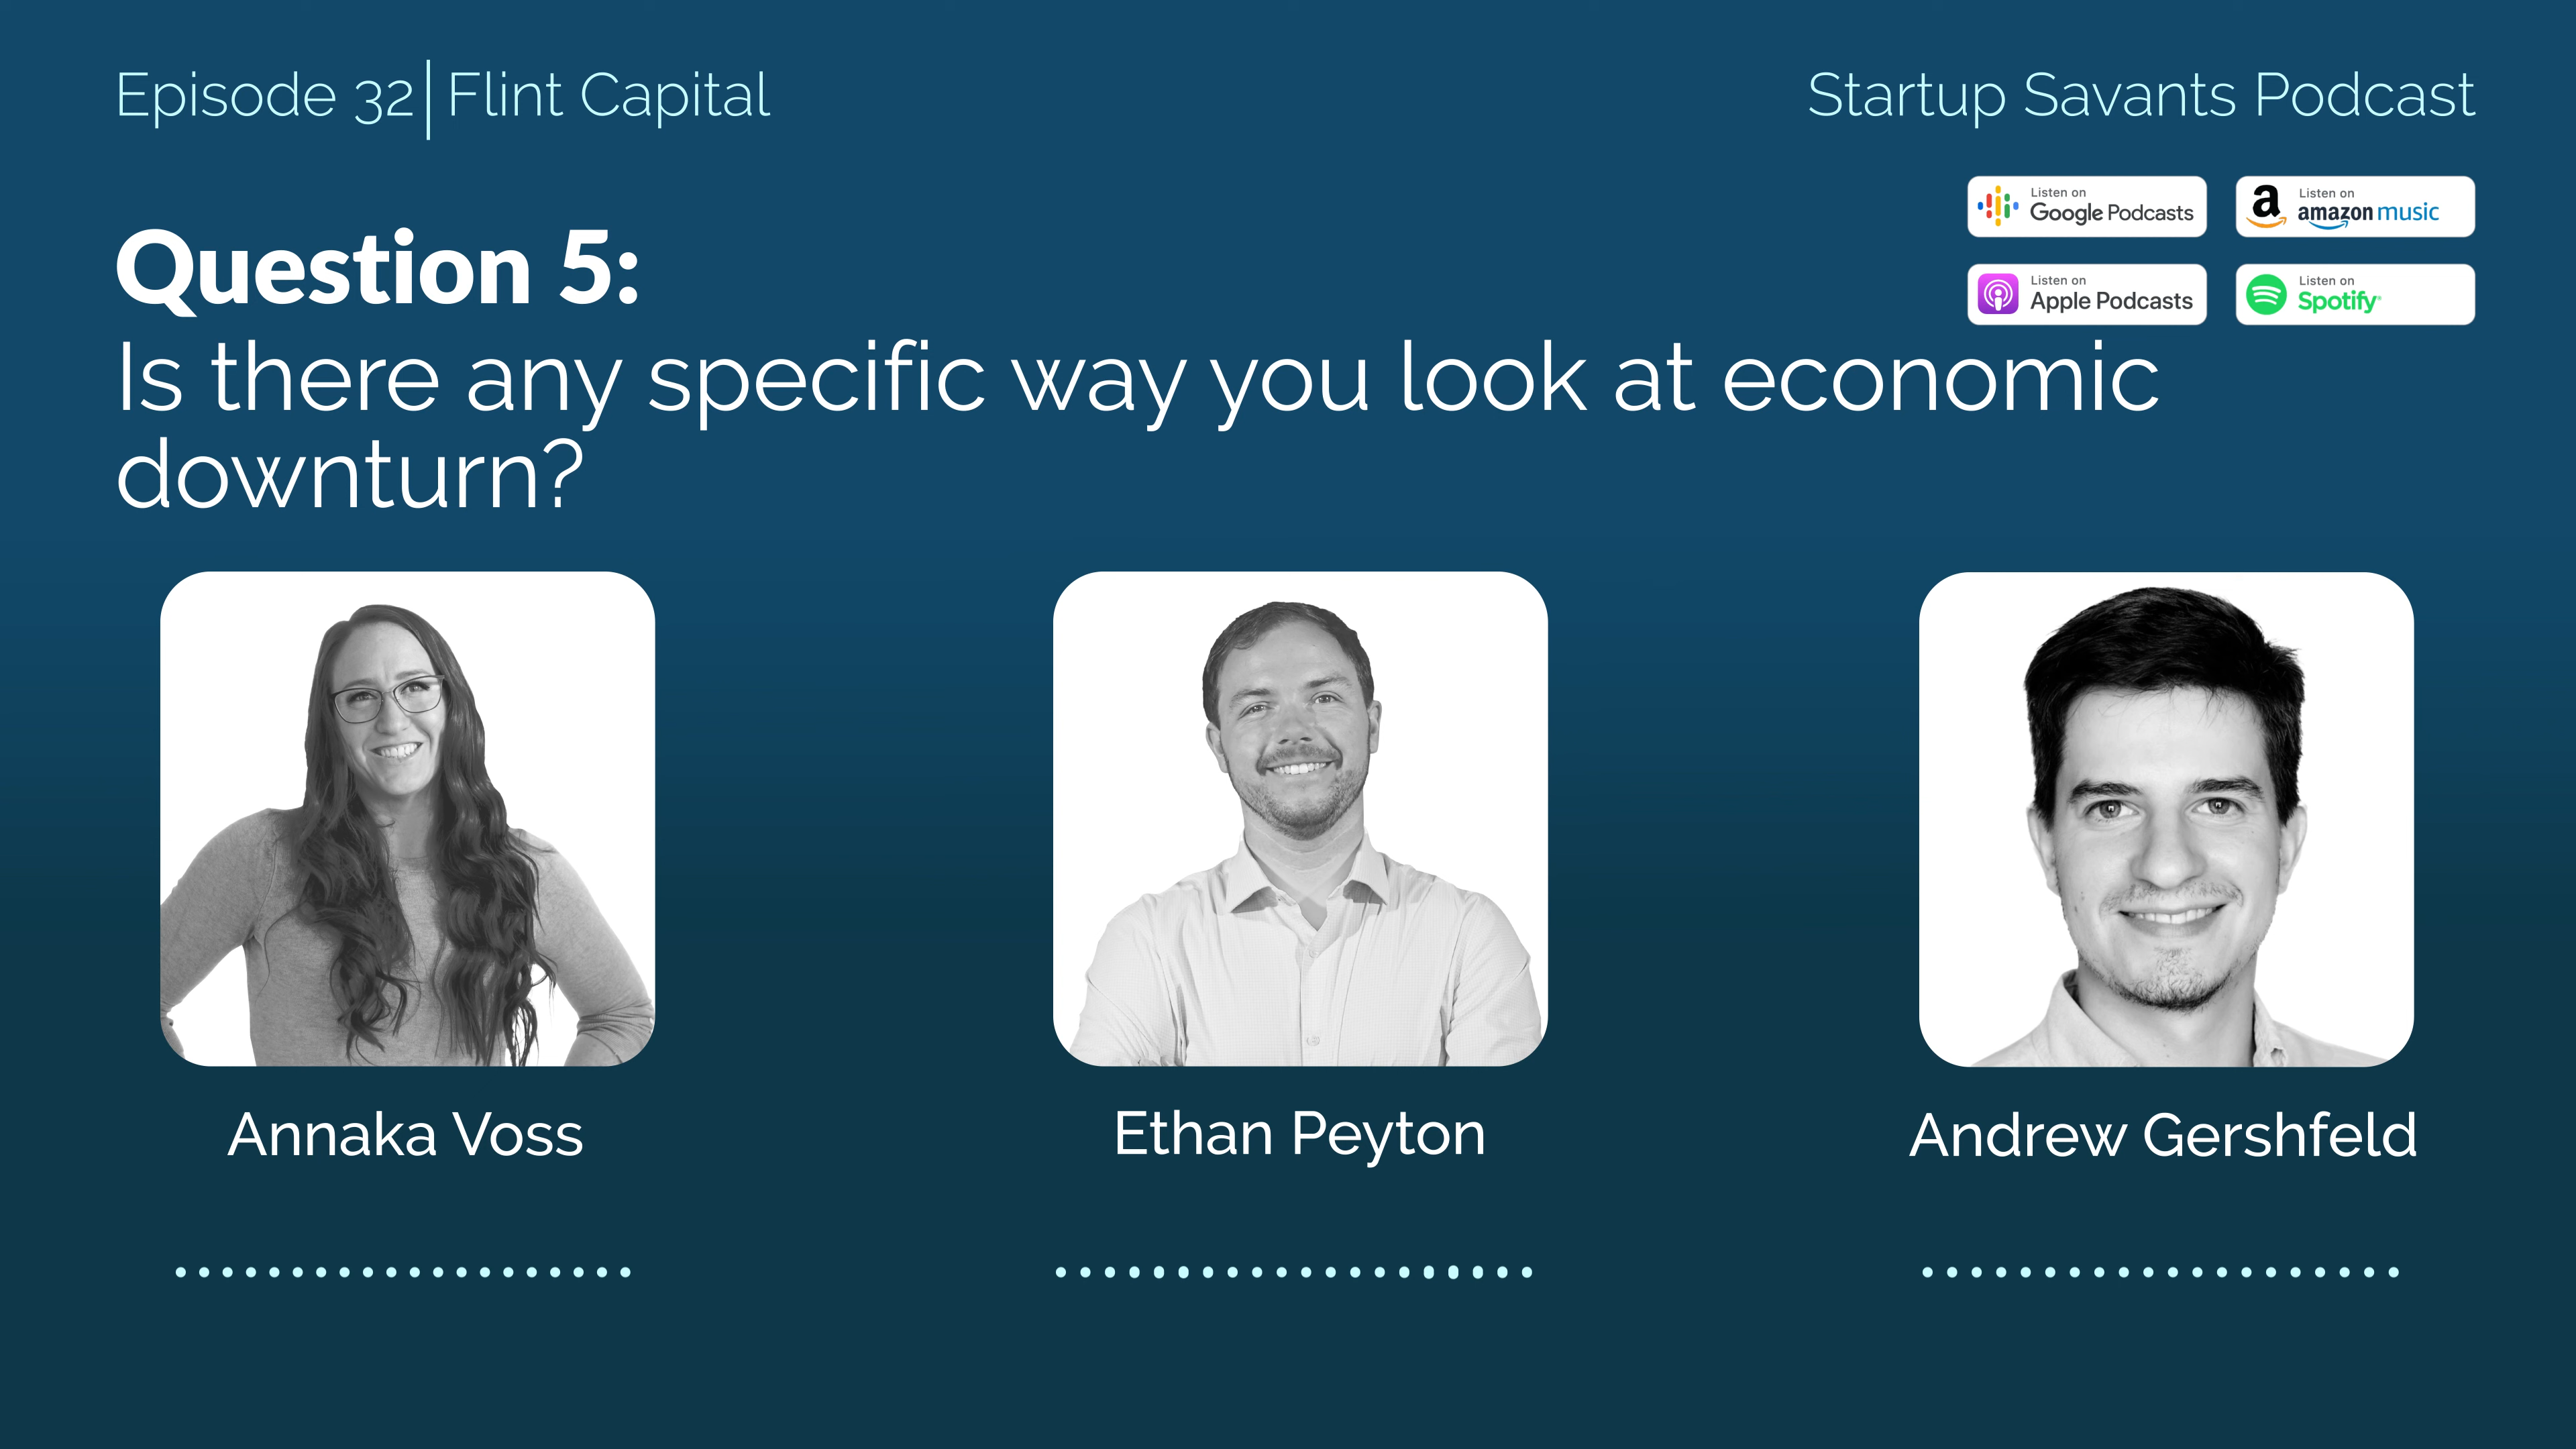 Episode 32 | Flint Capital
Startup Savants Podcast
Listen on
Google Podcasts
a
Listen on
amazon music
Listen on
Apple Podcasts
Listen on
Spotify
Question 5:
Is there any specific way you look at economic
downturn?
Annaka Voss
Ethan Peyton
Andrew Gershfeld